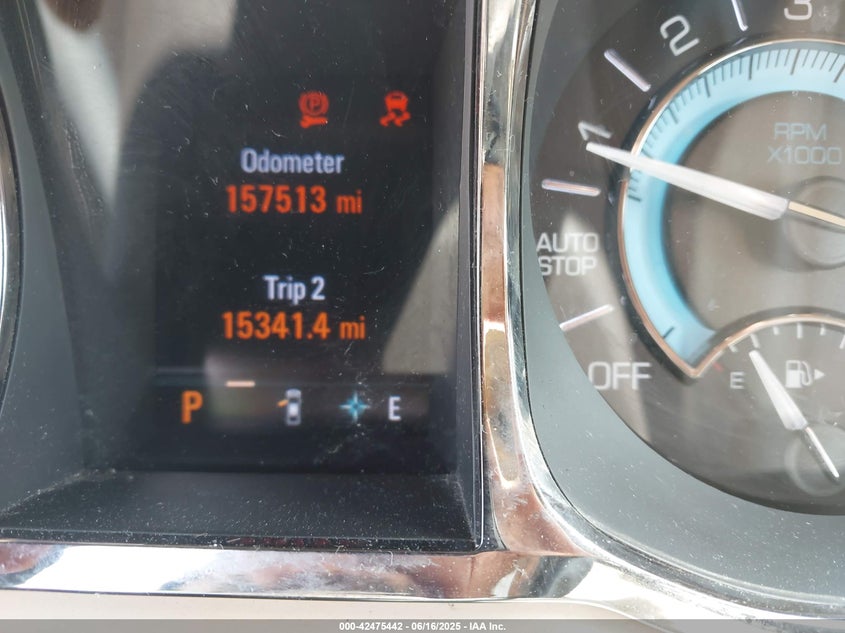 3
2
1
RPM
X1000
Odometer
157513 mi
AUTO
STOP
Trip 2
15341.4 mi
OFF
E
P
E
000-42475442 - 06/16/2025 - IAA Inc.